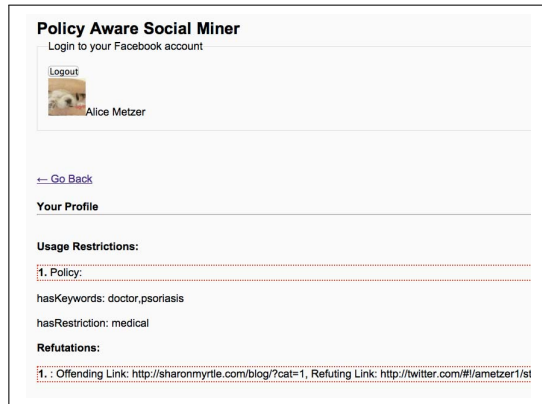 Policy Aware Social Miner
Login to your Facebook account
Logout
Alice Metzer
← Go Back
Your Profile
Usage Restrictions:
1. Policy:
hasKeywords: doctor,psoriasis
hasRestriction: medical
Refutations:
1. : Offending Link: http://sharonmyrtle.com/blog/?cat=1, Refuting Link: http://twitter.com/#!/ametzer1/st